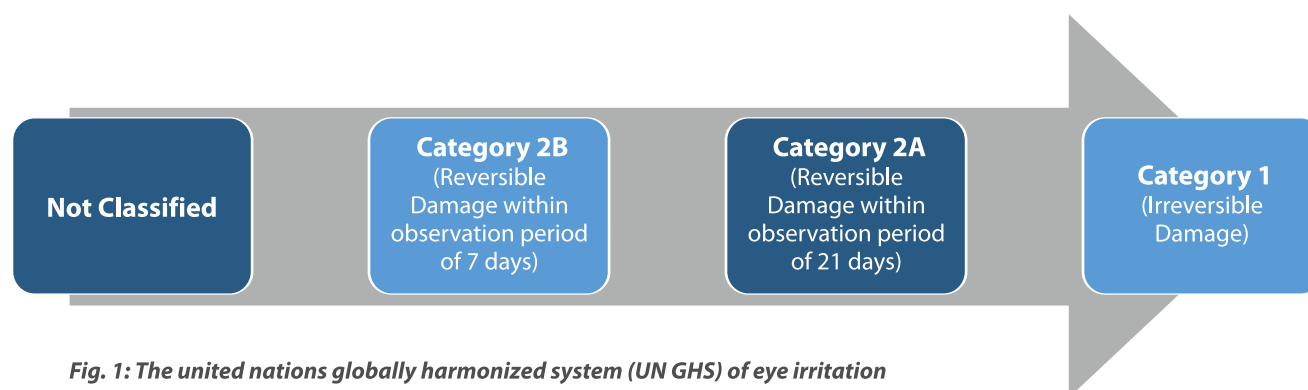 Not Classified
Category 2B
(Reversible
Damage within
observation period
of 7 days)
Category 2A
(Reversible
Damage within
observation period
of 21 days)
Category 1
(Irreversible
Damage)
Fig. 1: The united nations globally harmonized system (UN GHS) of eye irritation